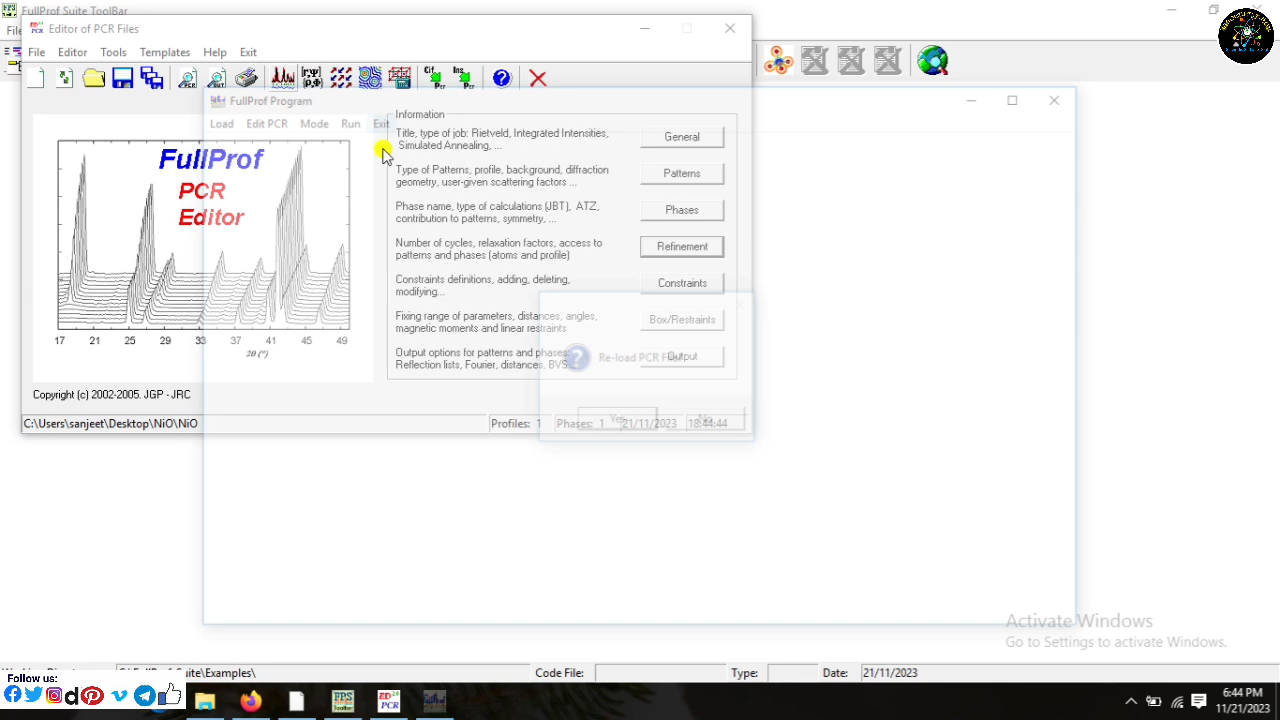 FullProf Suite ToolBar
Editor of PCR Files
File Editor Tools Templates Help Exit
FullProf Program
Load Edit PCR Mode Run Exit
Information
Title, type of job: Rietveld, Integrated Intensities, Simulated Annealing, ...
General
Type of Patterns, profile, background, diffraction
geometry, user-given scattering factors ...
Patterns
Phase name, type of calculations (JBT), ATZ,
contribution to patterns, symmetry, ...
Phases
Number of cycles, relaxation factors, access to
patterns and phases (atoms and profile)
Refinement
Constraints definitions, adding, deleting,
modifying...
Constraints
Fixing range of parameters, distances, angles,
magnetic moments and linear restraints
Box/Restraints
Output options for patterns and phases:
Reflection lists, Fourier, distances, BVS
Output
FullProf
PCR
Editor
17 21 25 29 33 37 41 45 49
2θ (°)
Re-load PCR File
Yes No
Copyright (c) 2002-2005. JGP - JRC
C:\Users\sanjeet\Desktop\NiO\NiO Profiles: 1 Phases: 1 21/11/2023 18:44:44
Activate Windows
Go to Settings to activate Windows.
C:\FullProf Suite\Examples\ Code File: Type: Date: 21/11/2023
Follow us:
6:44 PM
11/21/2023